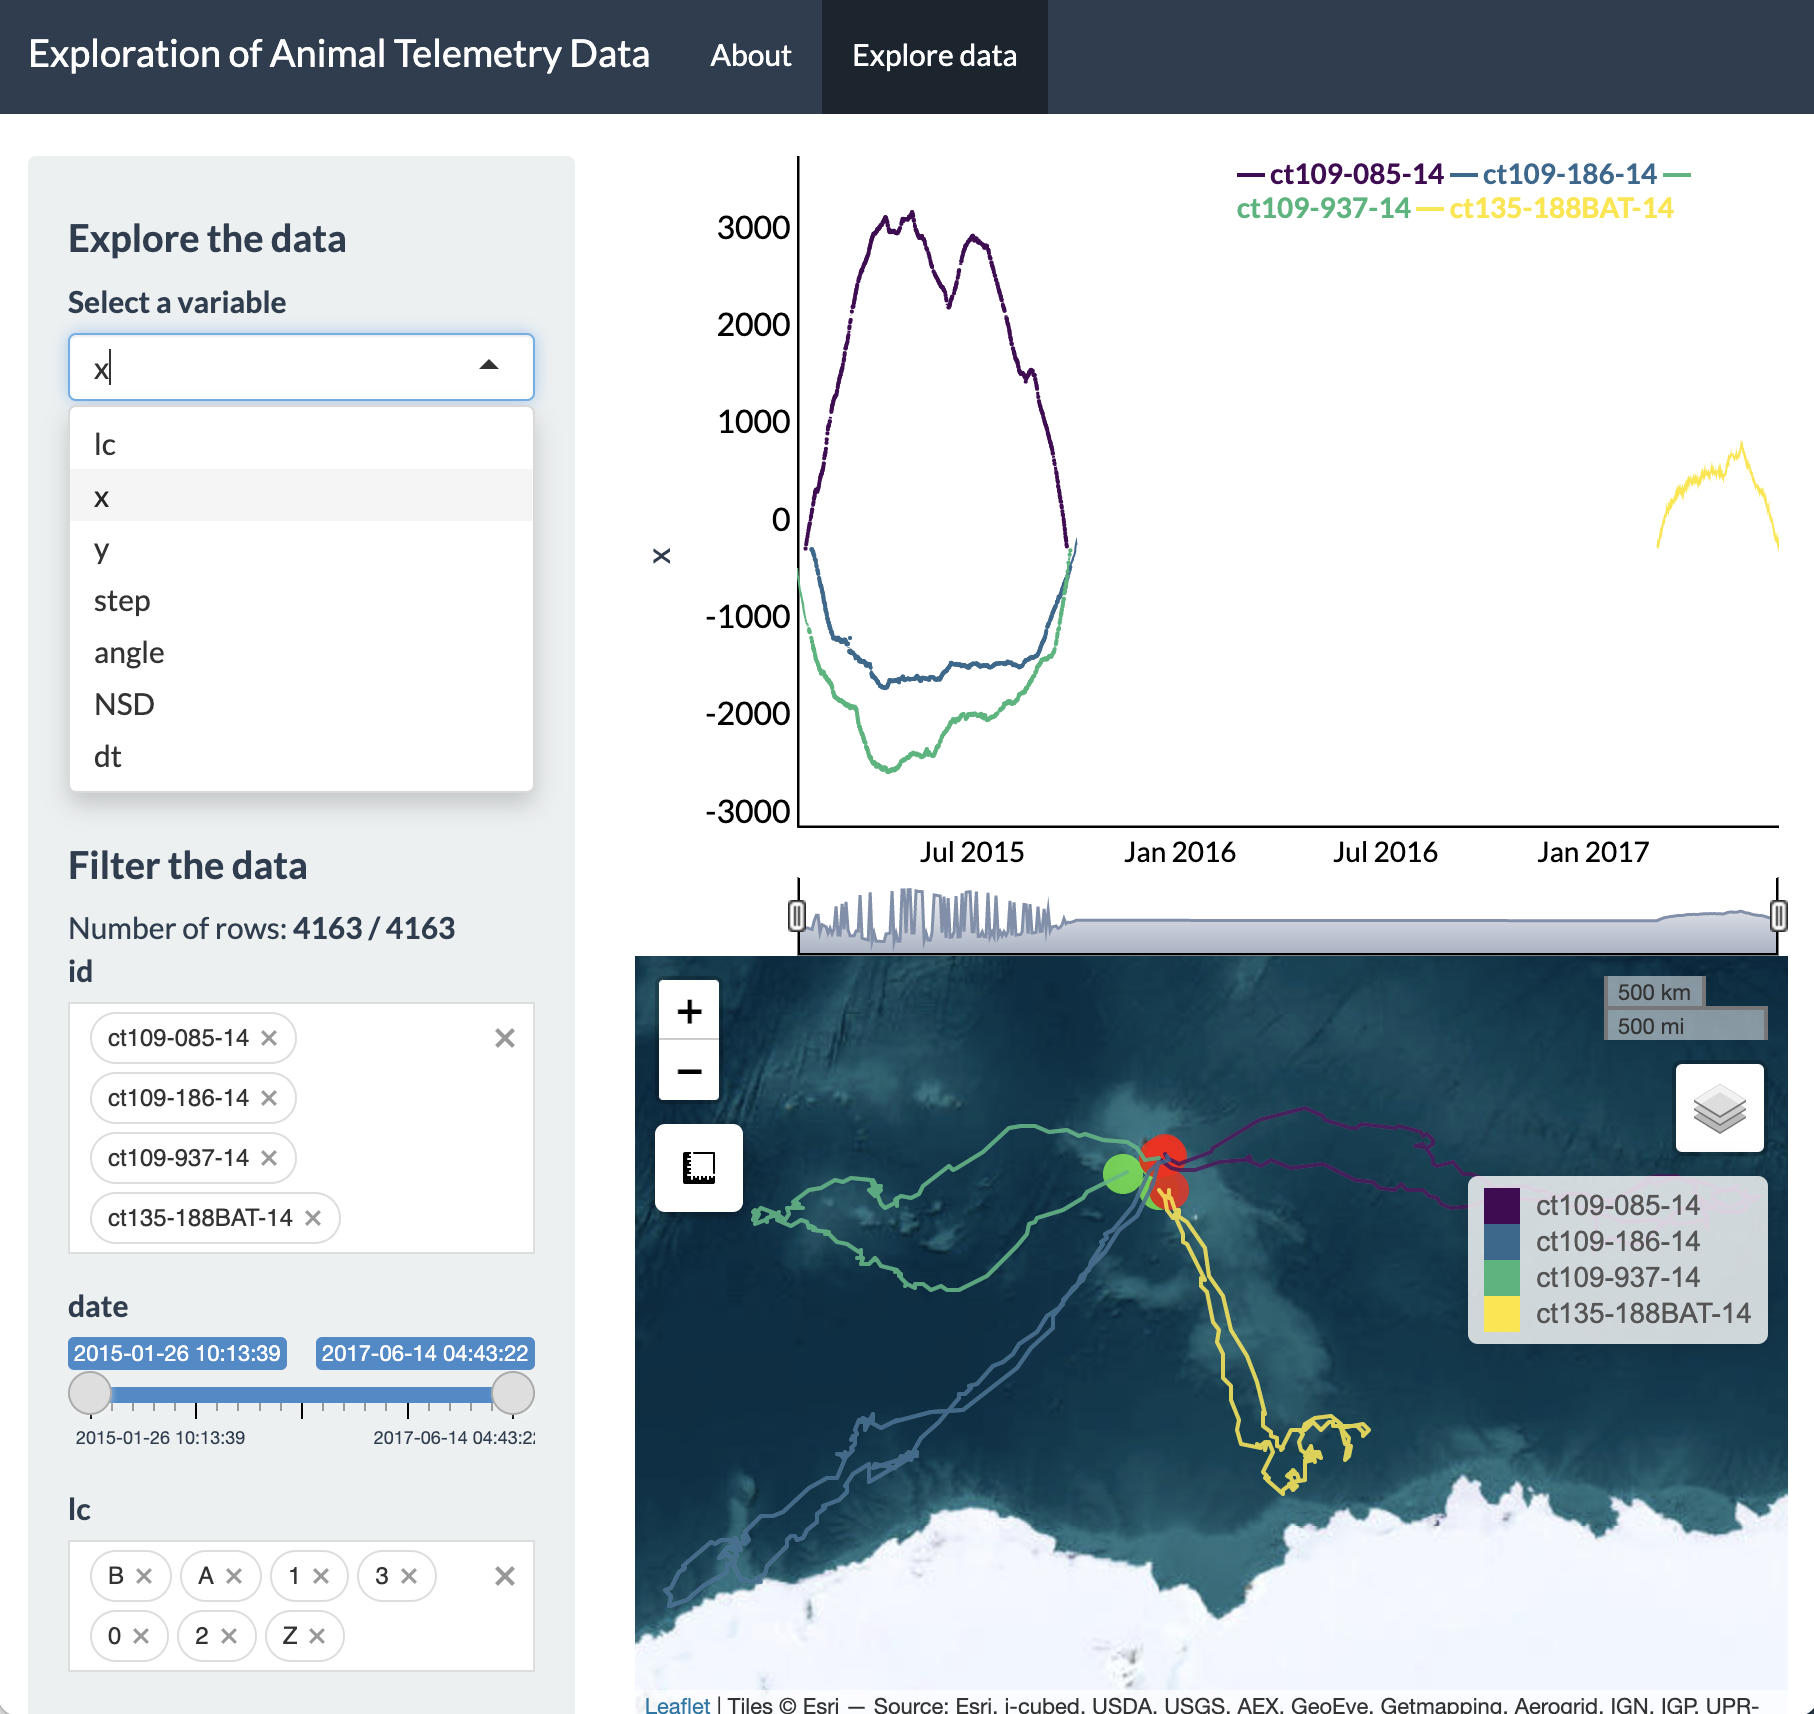 Exploration of Animal Telemetry Data
About
Explore data
Explore the data
Select a variable
x
lc
x
y
step
angle
NSD
dt
Filter the data
Number of rows: 4163 / 4163
id
ct109-085-14 ×
ct109-186-14 ×
ct109-937-14 ×
ct135-188BAT-14 ×
date
2015-01-26 10:13:39 2017-06-14 04:43:22
2015-01-26 10:13:39 2017-06-14 04:43:2
lc
B × A × 1 × 3 ×
0 × 2 × Z ×
ct109-085-14 ct109-186-14
ct109-937-14 ct135-188BAT-14
3000
2000
1000
0
-1000
-2000
-3000
x
Jul 2015 Jan 2016 Jul 2016 Jan 2017
+
−
500 km
500 mi
ct109-085-14
ct109-186-14
ct109-937-14
ct135-188BAT-14
Leaflet | Tiles © Esri — Source: Esri, i-cubed, USDA, USGS, AEX, GeoEye, Getmapping, Aerogrid, IGN, IGP, UPR-